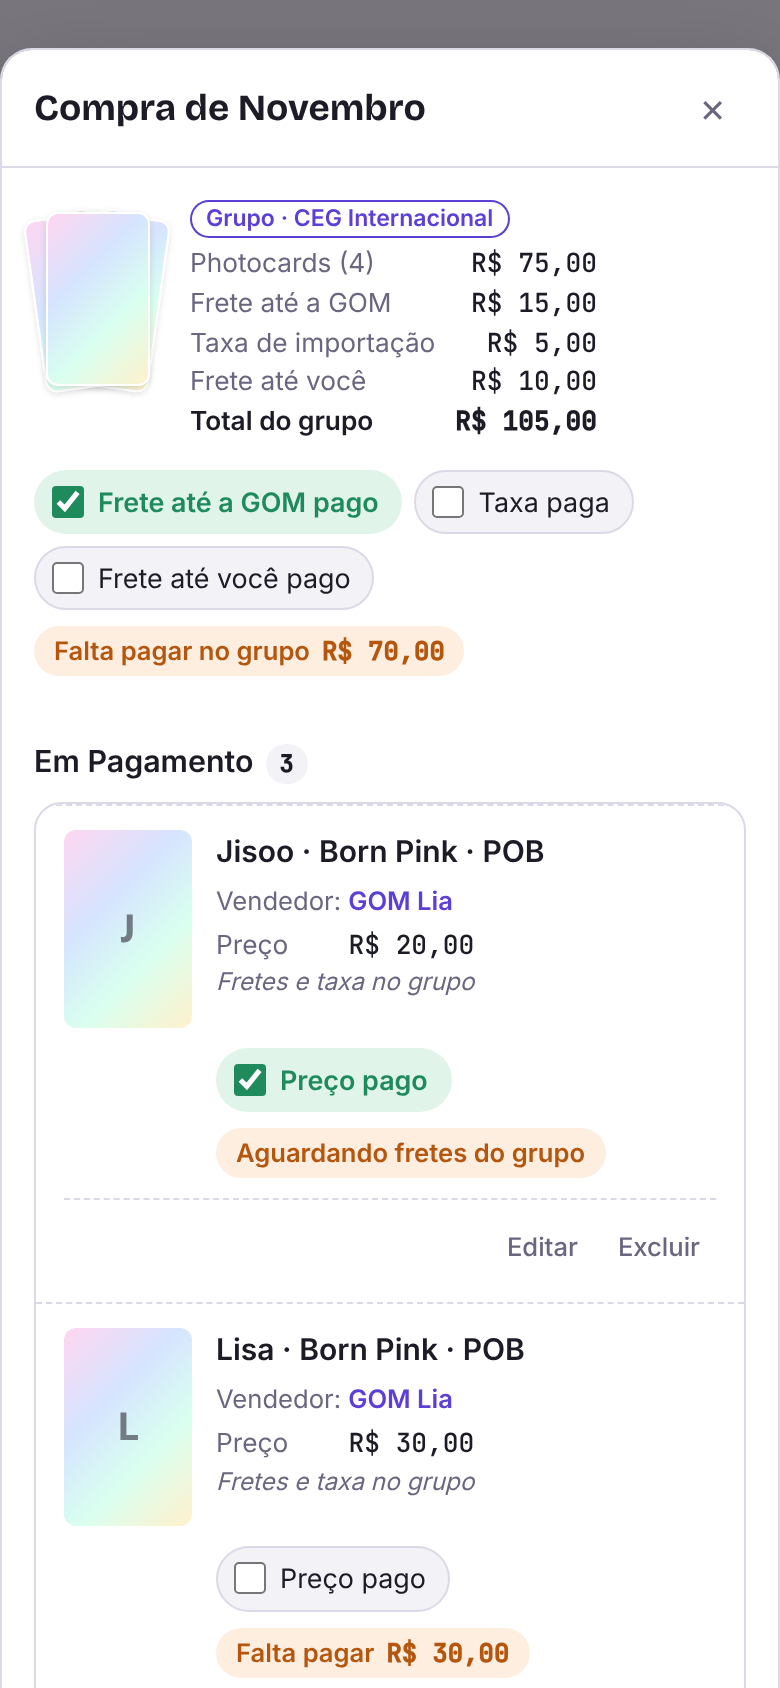 Compra de Novembro ×
Grupo · CEG Internacional
Photocards (4) R$ 75,00
Frete até a GOM R$ 15,00
Taxa de importação R$ 5,00
Frete até você R$ 10,00
Total do grupo R$ 105,00
Frete até a GOM pago Taxa paga
Frete até você pago
Falta pagar no grupo R$ 70,00
Em Pagamento 3
Jisoo · Born Pink · POB
J
Vendedor: GOM Lia
Preço R$ 20,00
Fretes e taxa no grupo
Preço pago
Aguardando fretes do grupo
Editar Excluir
Lisa · Born Pink · POB
L
Vendedor: GOM Lia
Preço R$ 30,00
Fretes e taxa no grupo
Preço pago
Falta pagar R$ 30,00